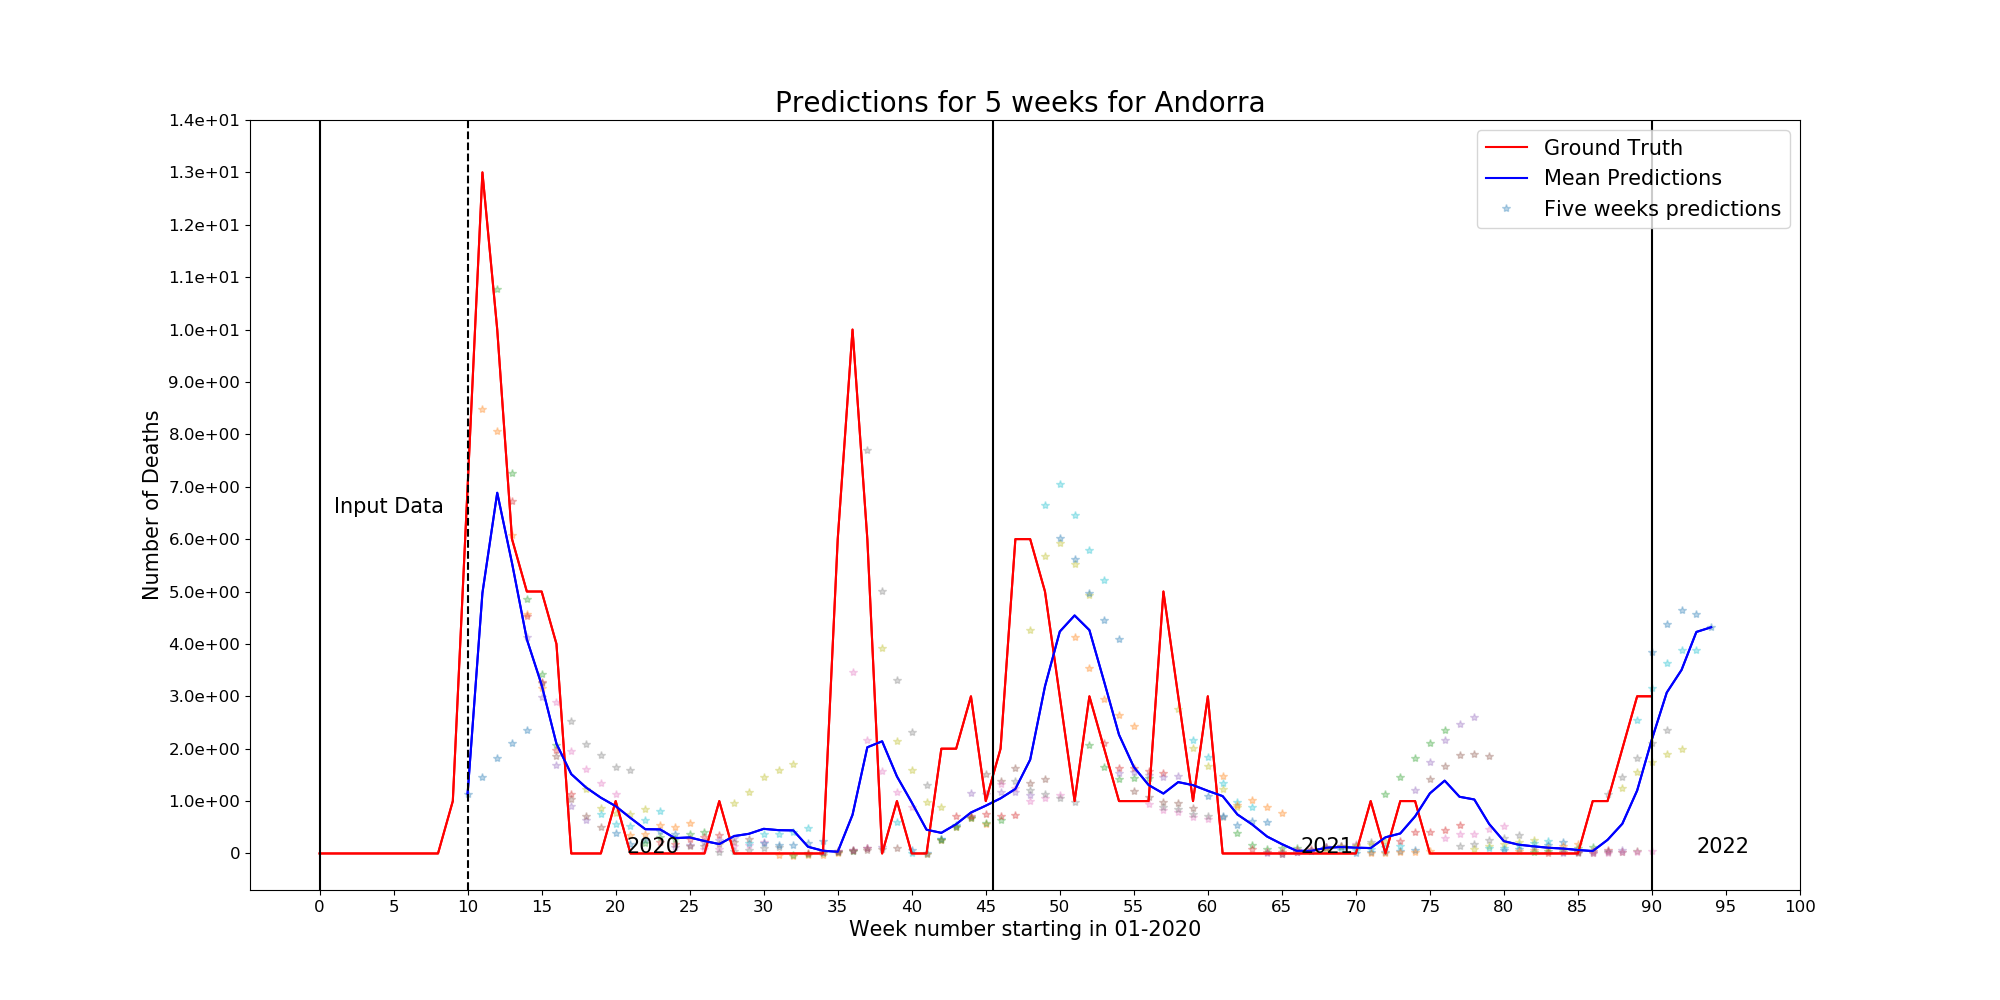 Predictions for 5 weeks for Andorra
1.4e+01
1.3e+01
1.2e+01
1.1e+01
1.0e+01
9.0e+00
8.0e+00
7.0e+00
6.0e+00
5.0e+00
4.0e+00
3.0e+00
2.0e+00
1.0e+00
0
Number of Deaths
Ground Truth
Mean Predictions
Five weeks predictions
Input Data
2020 2021 2022
0 5 10 15 20 25 30 35 40 45 50 55 60 65 70 75 80 85 90 95 100
Week number starting in 01-2020